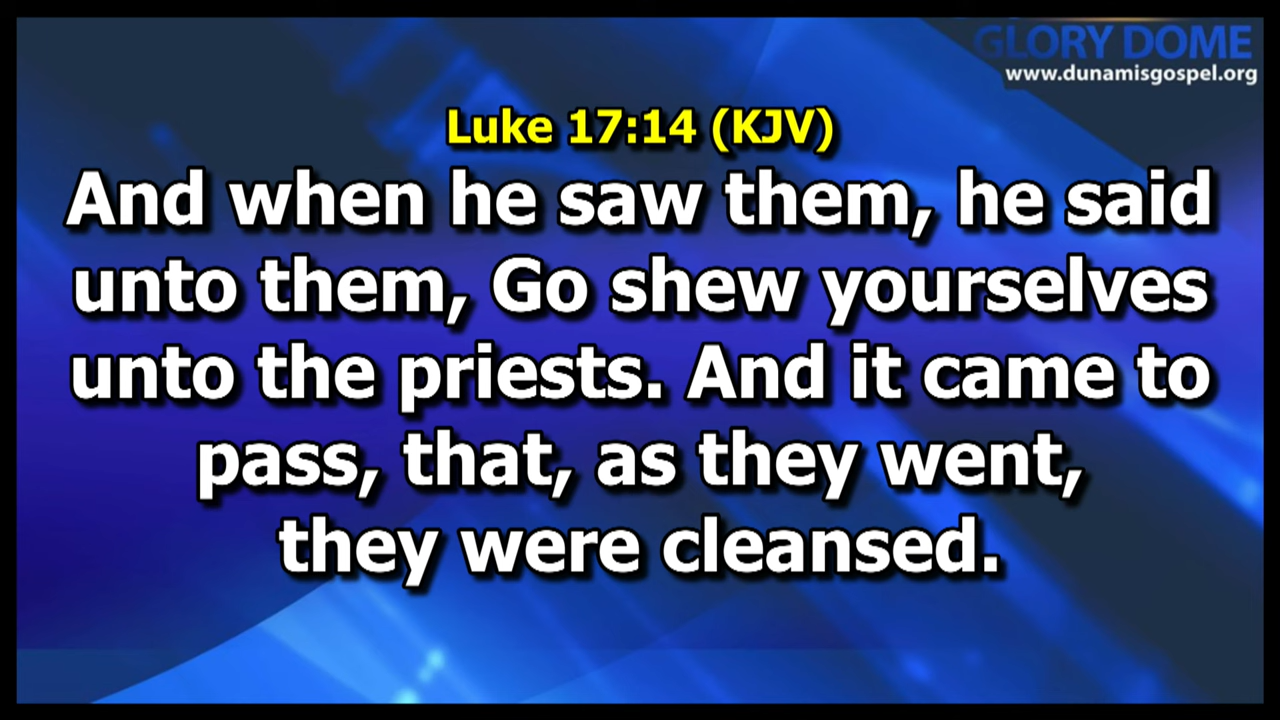 GLORY DOME
www.dunamisgospel.org
Luke 17:14 (KJV)
And when he saw them, he said
unto them, Go shew yourselves
unto the priests. And it came to
pass, that, as they went,
they were cleansed.